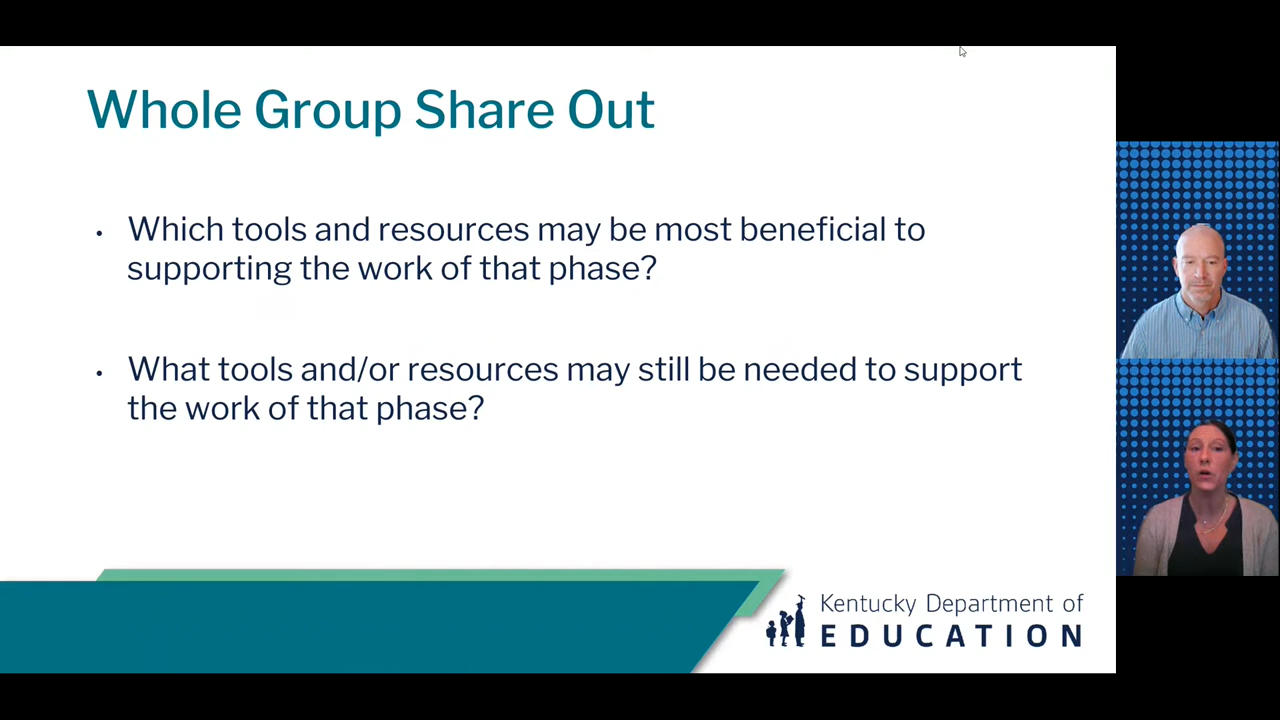 Whole Group Share Out
• Which tools and resources may be most beneficial to
supporting the work of that phase?
• What tools and/or resources may still be needed to support
the work of that phase?
Kentucky Department of
EDUCATION